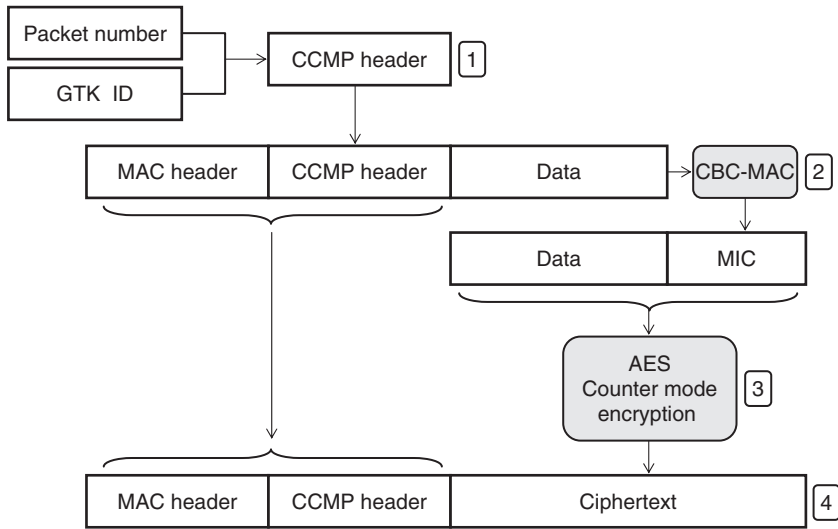 Packet number
GTK ID
CCMP header
1
MAC header
CCMP header
Data
CBC-MAC
2
Data
MIC
AES
Counter mode
encryption
3
MAC header
CCMP header
Ciphertext
4